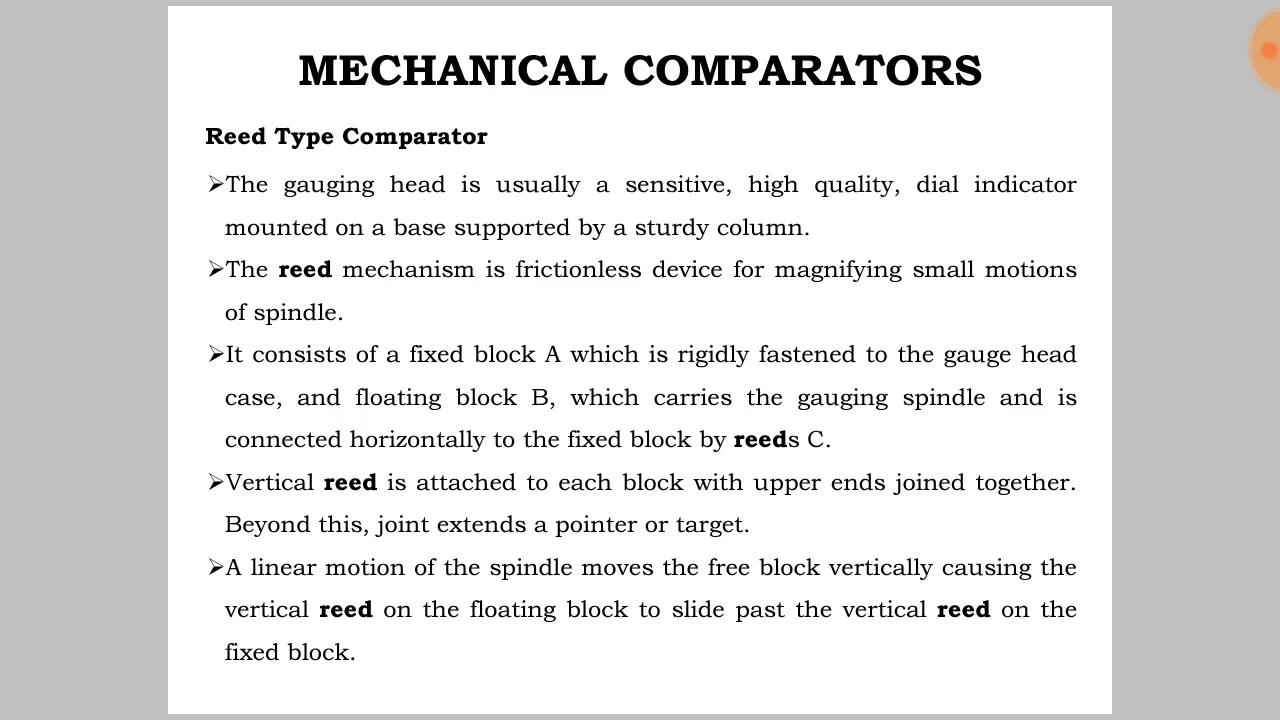 MECHANICAL COMPARATORS
Reed Type Comparator
➢The gauging head is usually a sensitive, high quality, dial indicator
mounted on a base supported by a sturdy column.
➢The reed mechanism is frictionless device for magnifying small motions
of spindle.
➢It consists of a fixed block A which is rigidly fastened to the gauge head
case, and floating block B, which carries the gauging spindle and is
connected horizontally to the fixed block by reeds C.
➢Vertical reed is attached to each block with upper ends joined together.
Beyond this, joint extends a pointer or target.
➢A linear motion of the spindle moves the free block vertically causing the
vertical reed on the floating block to slide past the vertical reed on the
fixed block.